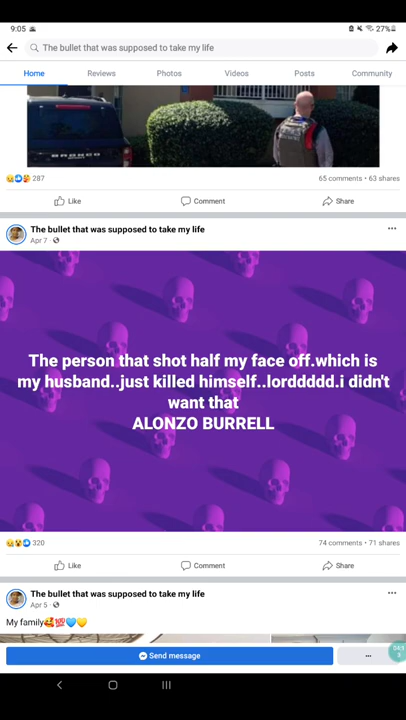 9:05
27%
The bullet that was supposed to take my life
Home
Reviews
Photos
Videos
Posts
Community
BRONCO
287
65 comments • 63 shares
Like
Comment
Share
The bullet that was supposed to take my life
Apr 7 ·
The person that shot half my face off.which is
my husband..just killed himself..lorddddd.i didn't
want that
ALONZO BURRELL
320
74 comments • 71 shares
Like
Comment
Share
The bullet that was supposed to take my life
Apr 5 ·
My family🥰💯💙💛
Send message